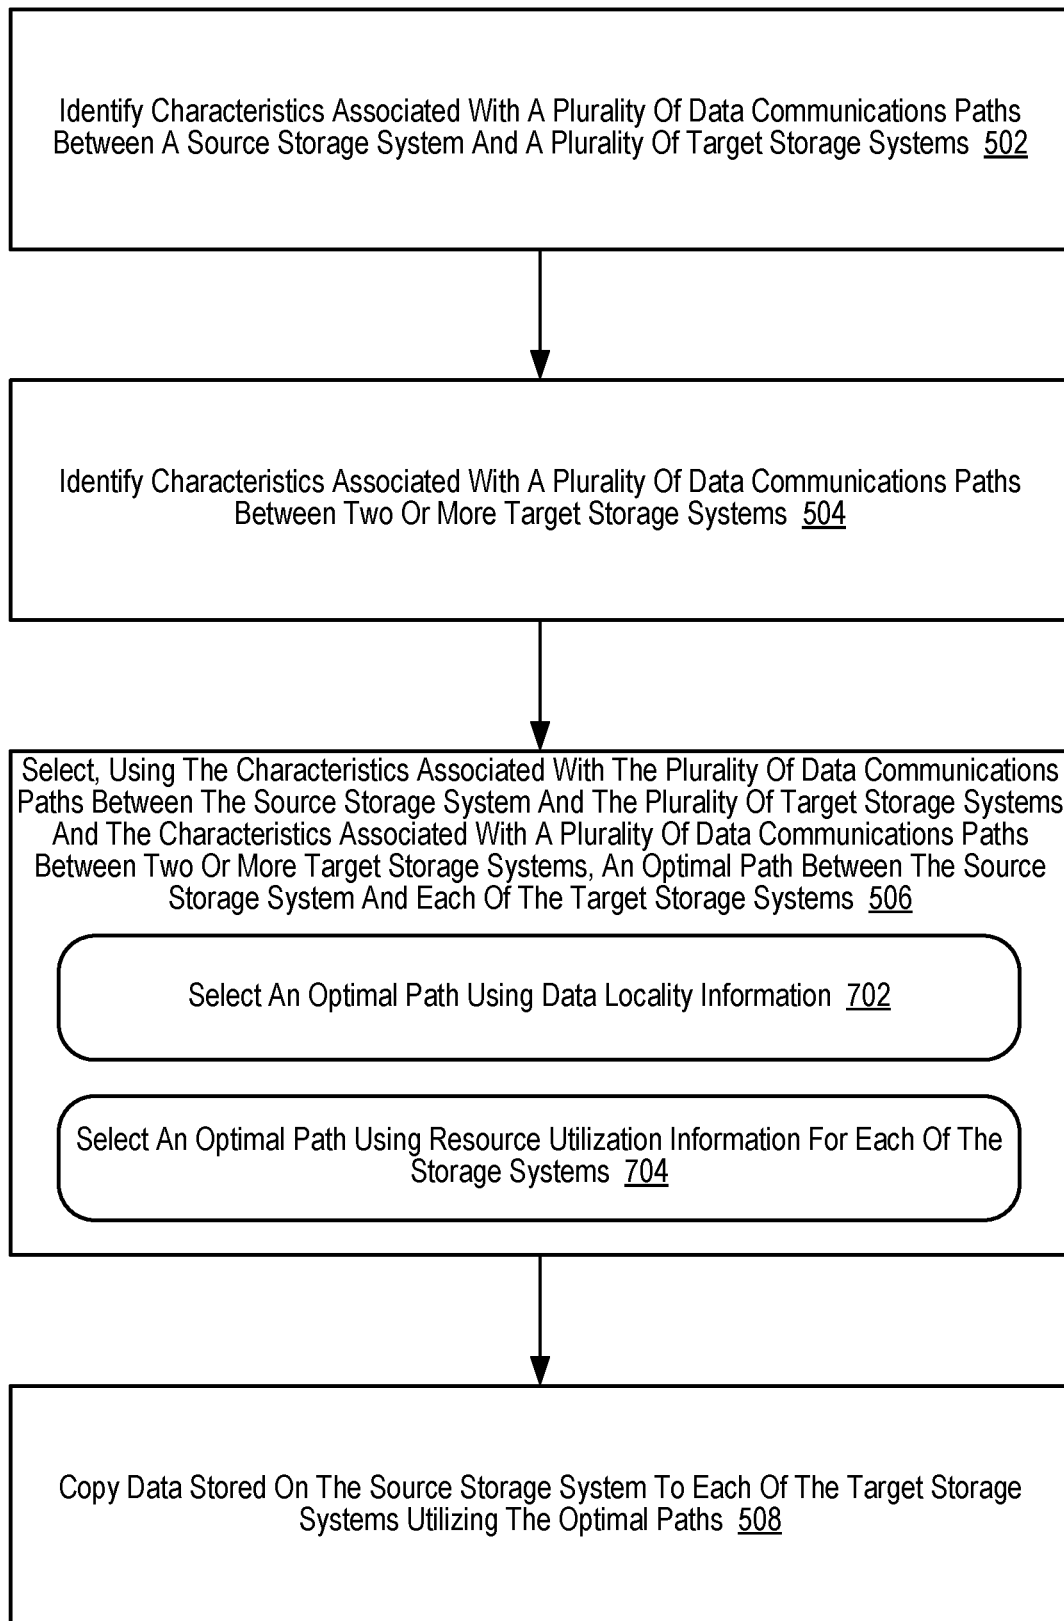 Identify Characteristics Associated With A Plurality Of Data Communications Paths
Between A Source Storage System And A Plurality Of Target Storage Systems 502
Identify Characteristics Associated With A Plurality Of Data Communications Paths
Between Two Or More Target Storage Systems 504
Select, Using The Characteristics Associated With The Plurality Of Data Communications
Paths Between The Source Storage System And The Plurality Of Target Storage Systems
And The Characteristics Associated With A Plurality Of Data Communications Paths
Between Two Or More Target Storage Systems, An Optimal Path Between The Source
Storage System And Each Of The Target Storage Systems 506
Select An Optimal Path Using Data Locality Information 702
Select An Optimal Path Using Resource Utilization Information For Each Of The
Storage Systems 704
Copy Data Stored On The Source Storage System To Each Of The Target Storage
Systems Utilizing The Optimal Paths 508